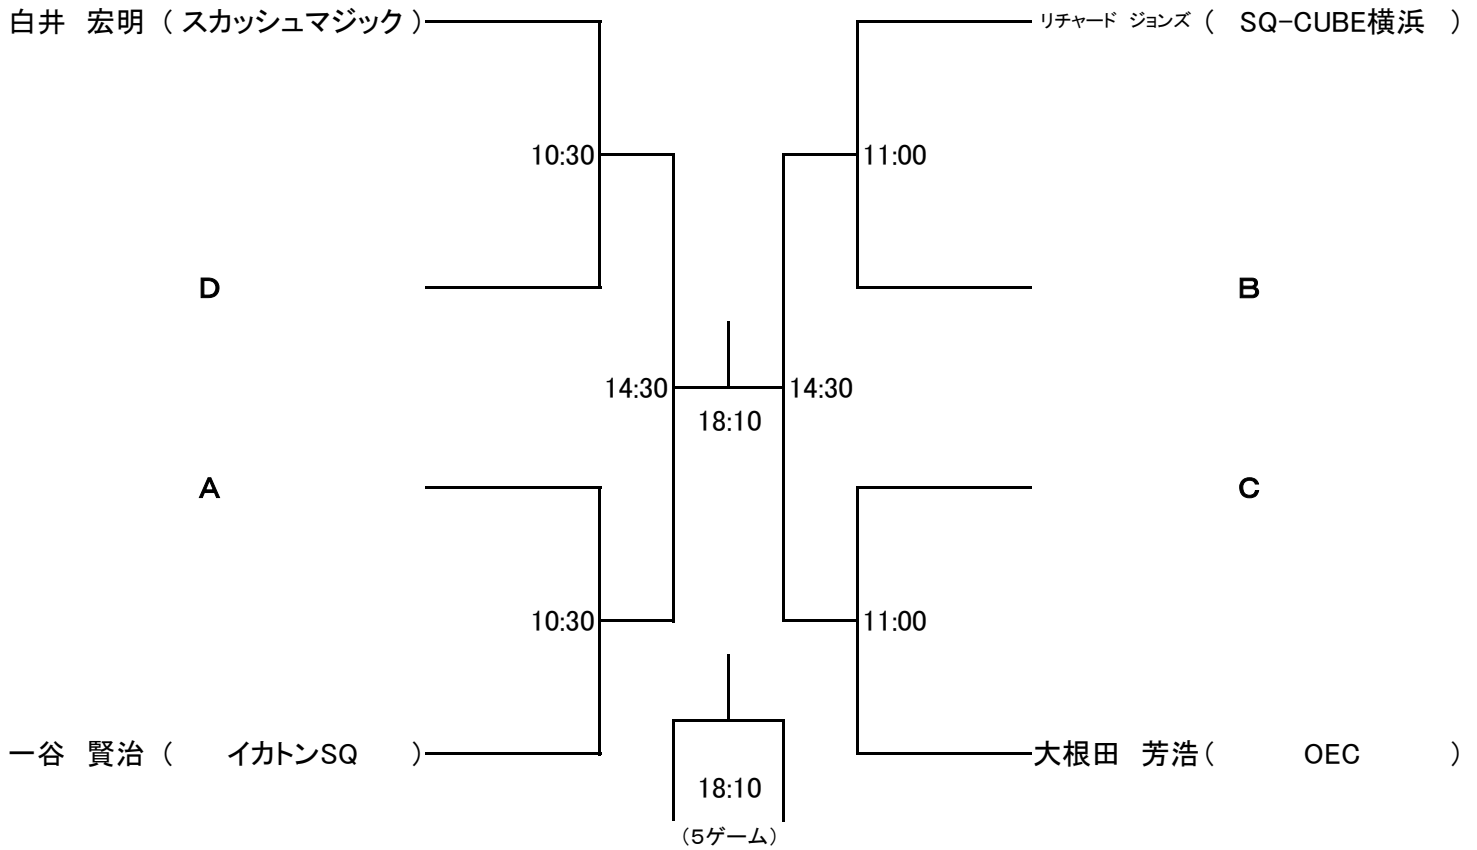 白井　宏明（スカッシュマジック）
リチャード　ジョンズ（　SQ-CUBE横浜　）
10:30
11:00
D
B
14:30
14:30
18:10
A
C
10:30
11:00
一谷　賢治（　イカトンSQ　）
大根田　芳浩（　OEC　）
18:10
（5ゲーム）